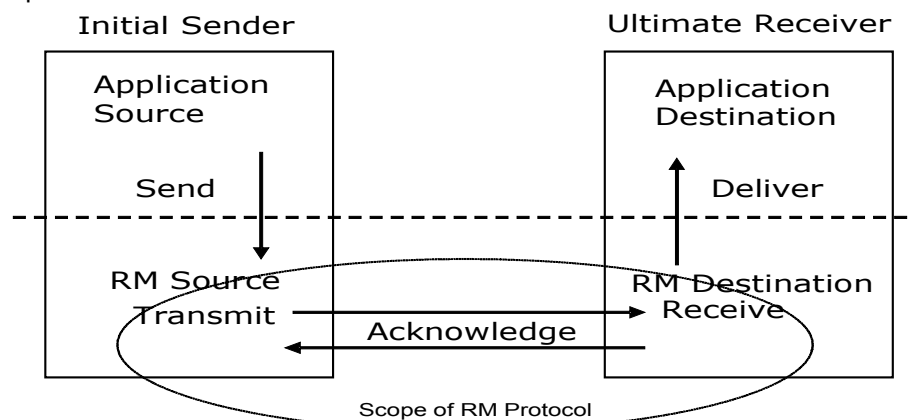 Initial Sender
Ultimate Receiver
Application
Source
Application
Destination
Send
Deliver
RM Source
Transmit
RM Destination
Receive
Acknowledge
Scope of RM Protocol